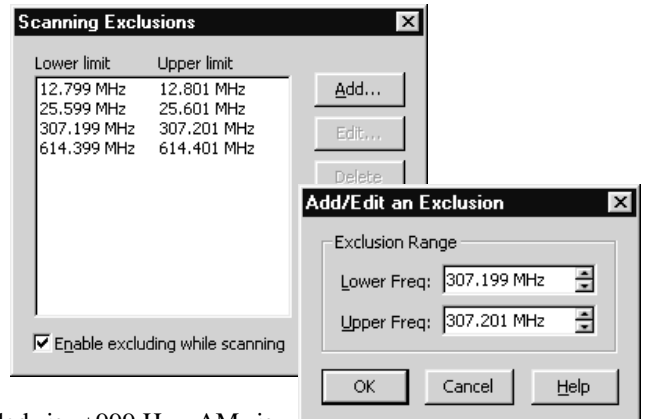 Scanning Exclusions
Lower limit Upper limit
12.799 MHz 12.801 MHz
25.599 MHz 25.601 MHz
307.199 MHz 307.201 MHz
614.399 MHz 614.401 MHz
Add...
Edit...
Delete
Enable excluding while scanning
Add/Edit an Exclusion
Exclusion Range
Lower Freq: 307.199 MHz
Upper Freq: 307.201 MHz
OK Cancel Help